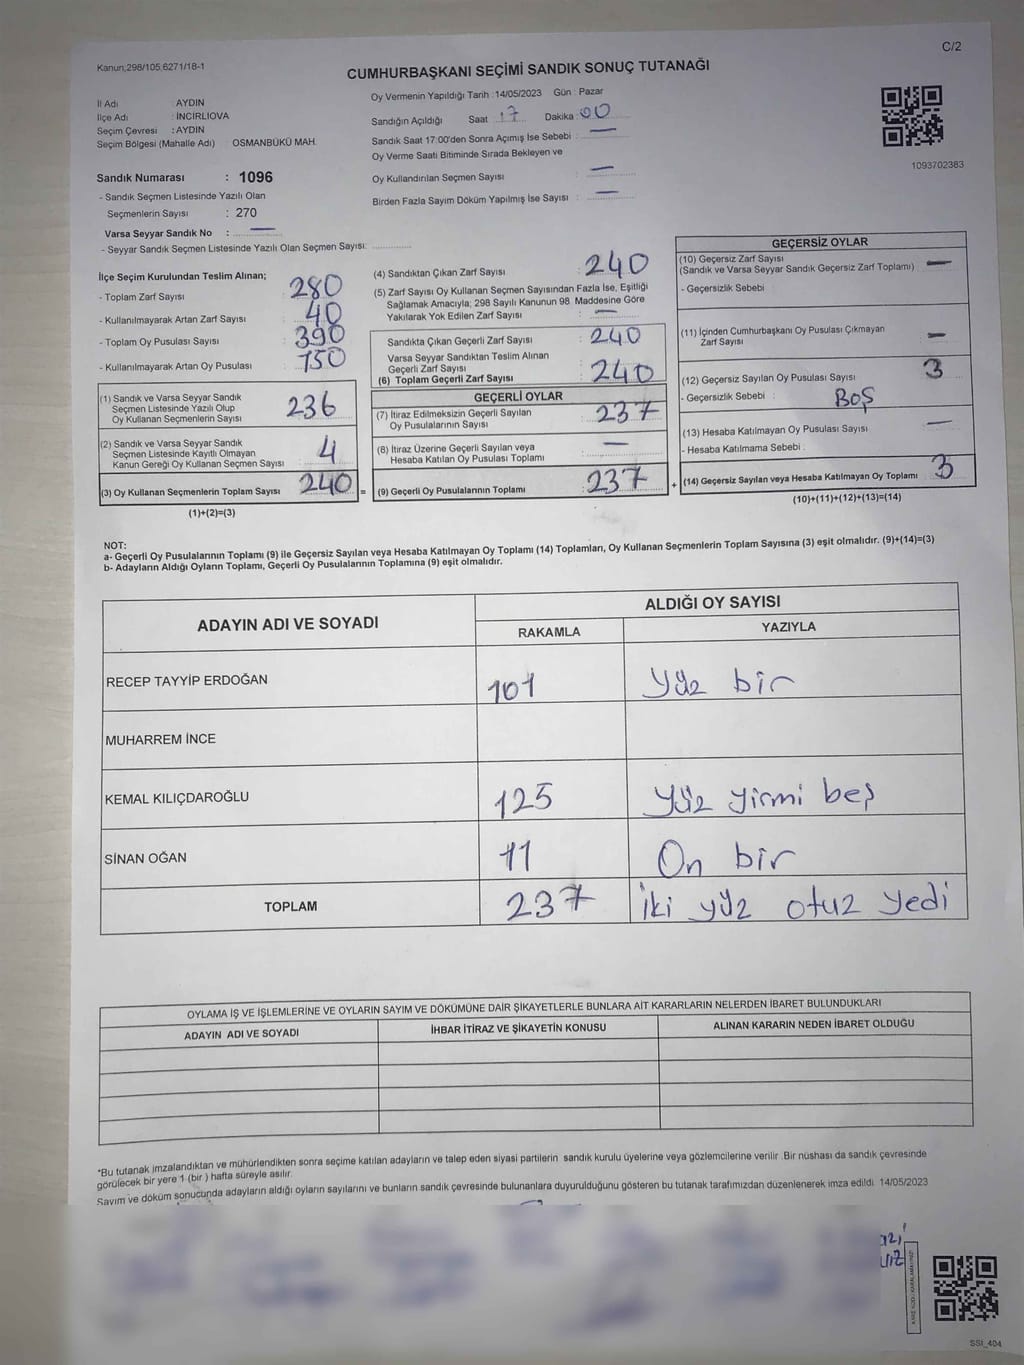 C/2
Kanun;298/105,6271/18-1
CUMHURBAŞKANI SEÇİMİ SANDIK SONUÇ TUTANAĞI
İl Adı : AYDIN
İlçe Adı : İNCİRLİOVA
Seçim Çevresi : AYDIN
Seçim Bölgesi (Mahalle Adı) : OSMANBÜKÜ MAH.
Sandık Numarası : 1096
- Sandık Seçmen Listesinde Yazılı Olan
Seçmenlerin Sayısı : 270
Varsa Seyyar Sandık No : —
- Seyyar Sandık Seçmen Listesinde Yazılı Olan Seçmen Sayısı:
Oy Vermenin Yapıldığı Tarih :14/05/2023 Gün : Pazar
Sandığın Açıldığı Saat 17 Dakika :00
Sandık Saat 17:00'den Sonra Açımış İse Sebebi : —
Oy Verme Saati Bitiminde Sırada Bekleyen ve
Oy Kullandırılan Seçmen Sayısı : —
Birden Fazla Sayım Döküm Yapılmış İse Sayısı : —
1093702383
İlçe Seçim Kurulundan Teslim Alınan;
- Toplam Zarf Sayısı : 280
- Kullanılmayarak Artan Zarf Sayısı : 40
- Toplam Oy Pusulası Sayısı : 390
- Kullanılmayarak Artan Oy Pusulası : 150
(1) Sandık ve Varsa Seyyar Sandık
Seçmen Listesinde Yazılı Olup
Oy Kullanan Seçmenlerin Sayısı : 236
(2) Sandık ve Varsa Seyyar Sandık
Seçmen Listesinde Kayıtlı Olmayan
Kanun Gereği Oy Kullanan Seçmen Sayısı : 4
(3) Oy Kullanan Seçmenlerin Toplam Sayısı : 240 =
(1)+(2)=(3)
(4) Sandıktan Çıkan Zarf Sayısı : 240
(5) Zarf Sayısı Oy Kullanan Seçmen Sayısından Fazla İse, Eşitliği
Sağlamak Amacıyla; 298 Sayılı Kanunun 98. Maddesine Göre
Yakılarak Yok Edilen Zarf Sayısı : —
Sandıkta Çıkan Geçerli Zarf Sayısı : 240
Varsa Seyyar Sandıktan Teslim Alınan
Geçerli Zarf Sayısı :
(6) Toplam Geçerli Zarf Sayısı : 240
GEÇERLİ OYLAR
(7) İtiraz Edilmeksizin Geçerli Sayılan
Oy Pusulalarının Sayısı : 237
(8) İtiraz Üzerine Geçerli Sayılan veya
Hesaba Katılan Oy Pusulası Toplamı : —
(9) Geçerli Oy Pusulalarının Toplamı : 237 +
GEÇERSİZ OYLAR
(10) Geçersiz Zarf Sayısı : —
(Sandık ve Varsa Seyyar Sandık Geçersiz Zarf Toplamı)
- Geçersizlik Sebebi :
(11) İçinden Cumhurbaşkanı Oy Pusulası Çıkmayan
Zarf Sayısı : —
(12) Geçersiz Sayılan Oy Pusulası Sayısı : 3
- Geçersizlik Sebebi : BOŞ
(13) Hesaba Katılmayan Oy Pusulası Sayısı : —
- Hesaba Katılmama Sebebi :
(14) Geçersiz Sayılan veya Hesaba Katılmayan Oy Toplamı : 3
(10)+(11)+(12)+(13)=(14)
NOT:
a- Geçerli Oy Pusulalarının Toplamı (9) ile Geçersiz Sayılan veya Hesaba Katılmayan Oy Toplamı (14) Toplamları, Oy Kullanan Seçmenlerin Toplam Sayısına (3) eşit olmalıdır. (9)+(14)=(3)
b- Adayların Aldığı Oyların Toplamı, Geçerli Oy Pusulalarının Toplamına (9) eşit olmalıdır.
ADAYIN ADI VE SOYADI ALDIĞI OY SAYISI
RAKAMLA YAZIYLA
RECEP TAYYİP ERDOĞAN 101 Yüz bir
MUHARREM İNCE
KEMAL KILIÇDAROĞLU 125 Yüz yirmi beş
SİNAN OĞAN 11 On bir
TOPLAM 237 İki yüz otuz yedi
OYLAMA İŞ VE İŞLEMLERİNE VE OYLARIN SAYIM VE DÖKÜMÜNE DAİR ŞİKAYETLERLE BUNLARA AİT KARARLARIN NELERDEN İBARET BULUNDUKLARI
ADAYIN ADI VE SOYADI İHBAR İTİRAZ VE ŞİKAYETİN KONUSU ALINAN KARARIN NEDEN İBARET OLDUĞU
*Bu tutanak imzalandıktan ve mühürlendikten sonra seçime katılan adayların ve talep eden siyasi partilerin sandık kurulu üyelerine veya gözlemcilerine verilir .Bir nüshası da sandık çevresinde
görülecek bir yere 1 (bir ) hafta süreyle asılır.
Sayım ve döküm sonucunda adayların aldığı oyların sayılarını ve bunların sandık çevresinde bulunanlara duyurulduğunu gösteren bu tutanak tarafımızdan düzenlenerek imza edildi. 14/05/2023
SSİ_404